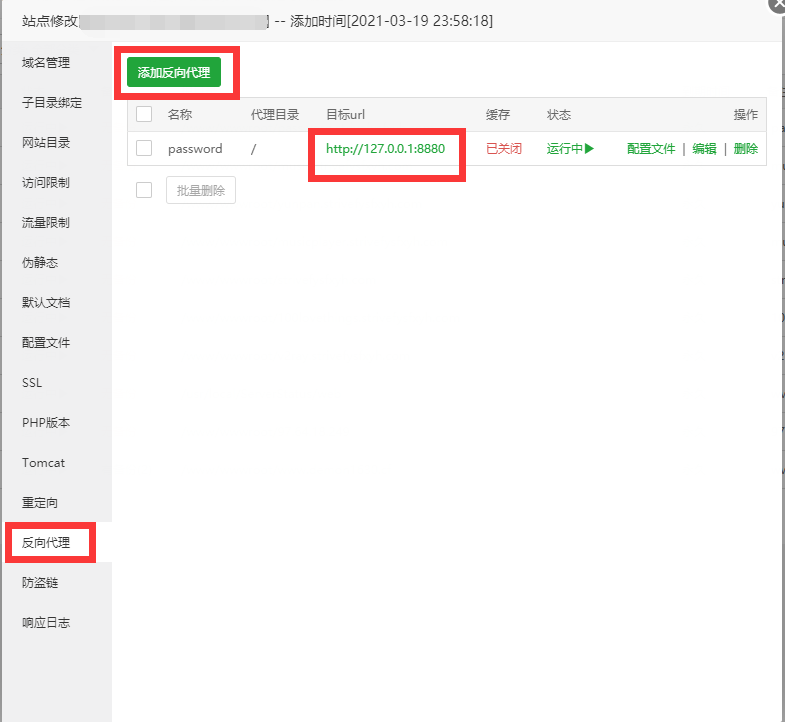 站点修改[ ] -- 添加时间[2021-03-19 23:58:18]
域名管理
子目录绑定
网站目录
访问限制
流量限制
伪静态
默认文档
配置文件
SSL
PHP版本
Tomcat
重定向
反向代理
防盗链
响应日志
添加反向代理
名称 代理目录 目标url 缓存 状态 操作
password / http://127.0.0.1:8880 已关闭 运行中▶ 配置文件 | 编辑 | 删除
批量删除